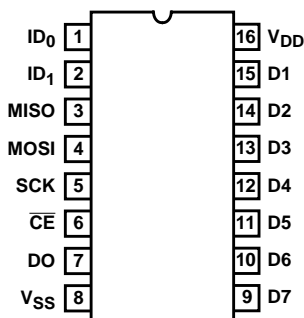 ID0 1 16 VDD
ID1 2 15 D1
MISO 3 14 D2
MOSI 4 13 D3
SCK 5 12 D4
C̅E̅ 6 11 D5
DO 7 10 D6
VSS 8 9 D7